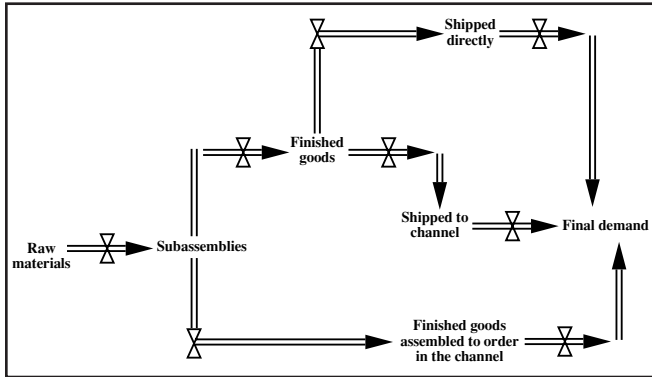 Shipped
directly
Finished
goods
Shipped to
channel
Final demand
Raw
materials
Subassemblies
Finished goods
assembled to order
in the channel